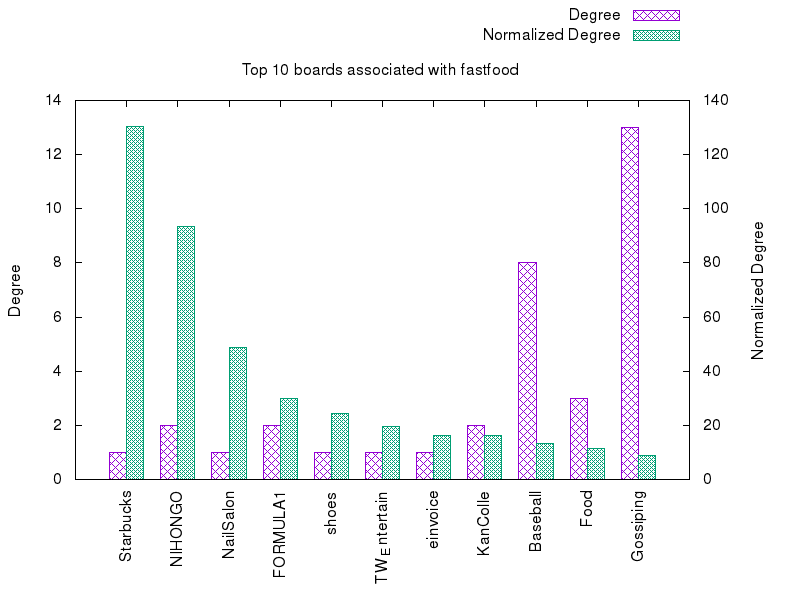 Degree
Normalized Degree
Top 10 boards associated with fastfood
14
12
10
8
6
4
2
0
Degree
140
120
100
80
60
40
20
0
Normalized Degree
Starbucks
NIHONGO
NailSalon
FORMULA1
shoes
TWEntertain
einvoice
KanColle
Baseball
Food
Gossiping